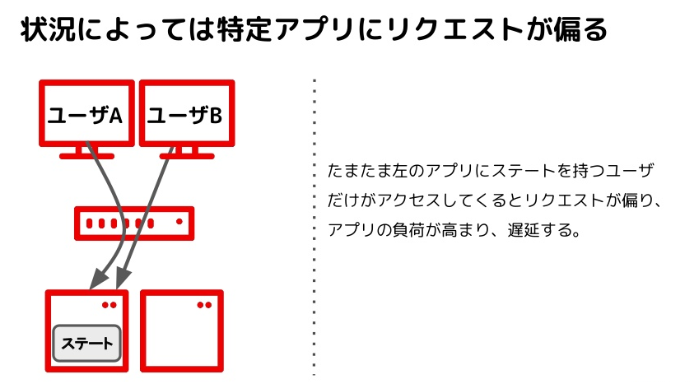 状況によっては特定アプリにリクエストが偏る
ユーザA
ユーザB
たまたま左のアプリにステートを持つユーザ
だけがアクセスしてくるとリクエストが偏り、
アプリの負荷が高まり、遅延する。
ステート